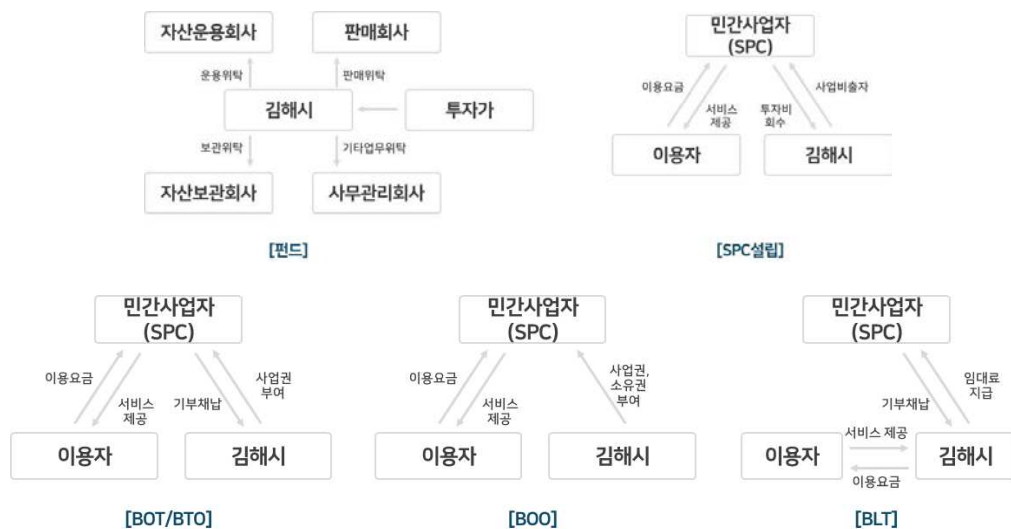 자산운용회사
판매회사
운용위탁
판매위탁
김해시
투자가
보관위탁
기타업무위탁
자산보관회사
사무관리회사
[펀드]
민간사업자
(SPC)
이용요금
사업비출자
서비스
제공
투자비
회수
이용자
김해시
[SPC설립]
민간사업자
(SPC)
이용요금
사업권
부여
서비스
제공
기부채납
이용자
김해시
[BOT/BTO]
민간사업자
(SPC)
이용요금
사업권,
소유권
부여
서비스
제공
이용자
김해시
[BOO]
민간사업자
(SPC)
임대료
지급
기부채납
서비스 제공
이용자
김해시
이용요금
[BLT]